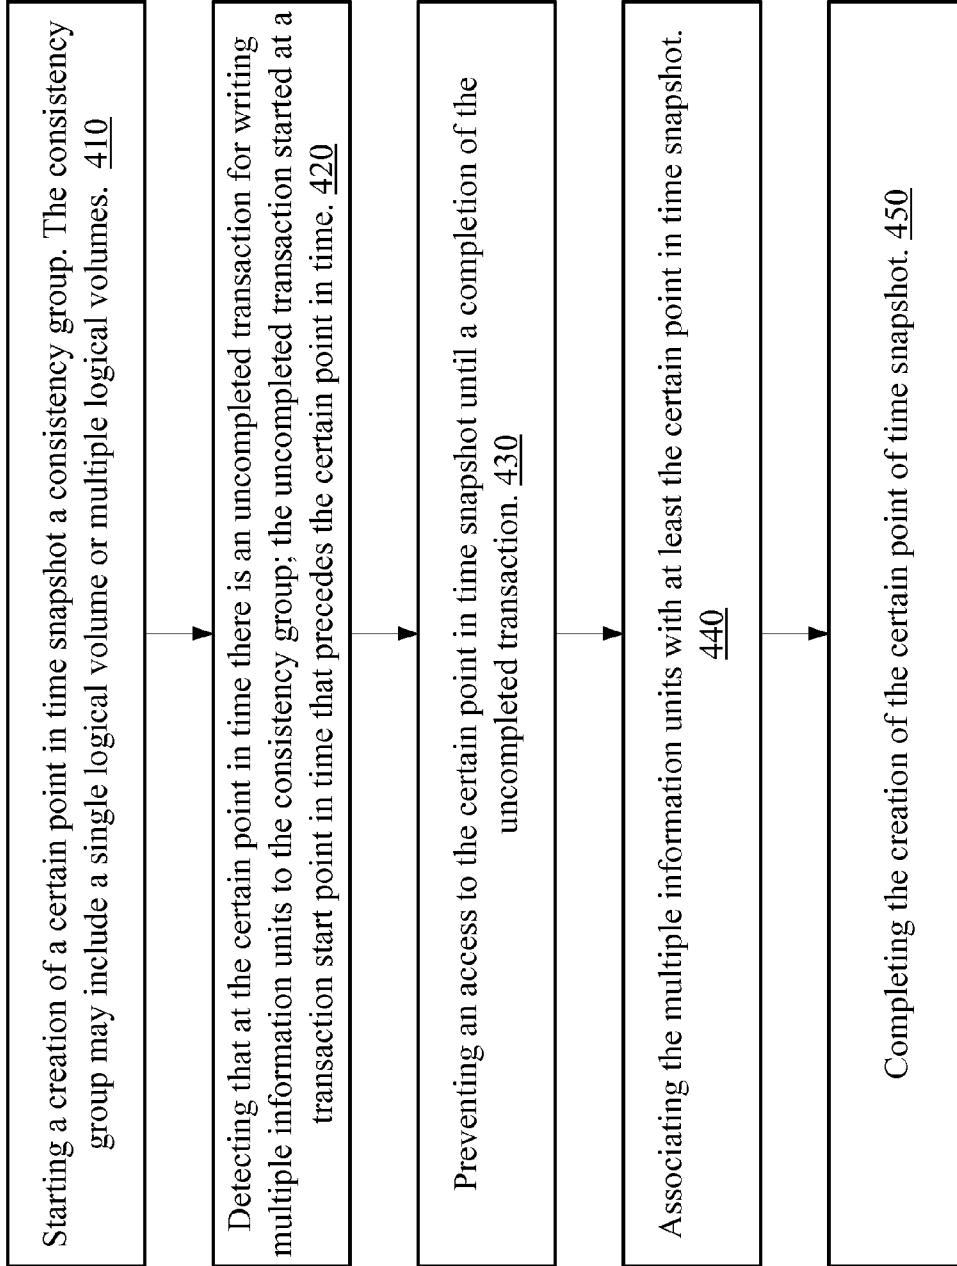 Starting a creation of a certain point in time snapshot a consistency group. The consistency
group may include a single logical volume or multiple logical volumes. 410
Detecting that at the certain point in time there is an uncompleted transaction for writing
multiple information units to the consistency group; the uncompleted transaction started at a
transaction start point in time that precedes the certain point in time. 420
Preventing an access to the certain point in time snapshot until a completion of the
uncompleted transaction. 430
Associating the multiple information units with at least the certain point in time snapshot.
440
Completing the creation of the certain point of time snapshot. 450